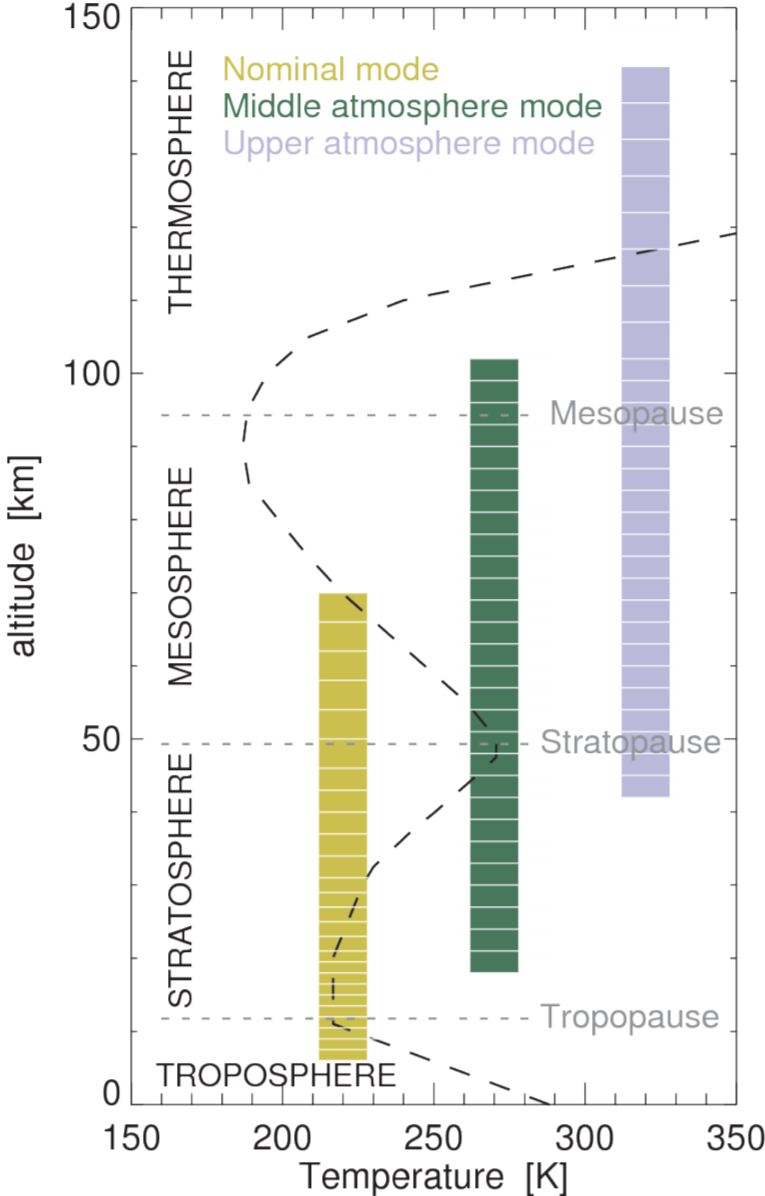 150
Nominal mode
Middle atmosphere mode
Upper atmosphere mode
THERMOSPHERE
100
Mesopause
altitude [km]
MESOSPHERE
50
Stratopause
STRATOSPHERE
Tropopause
TROPOSPHERE
0
150 200 250 300 350
Temperature [K]